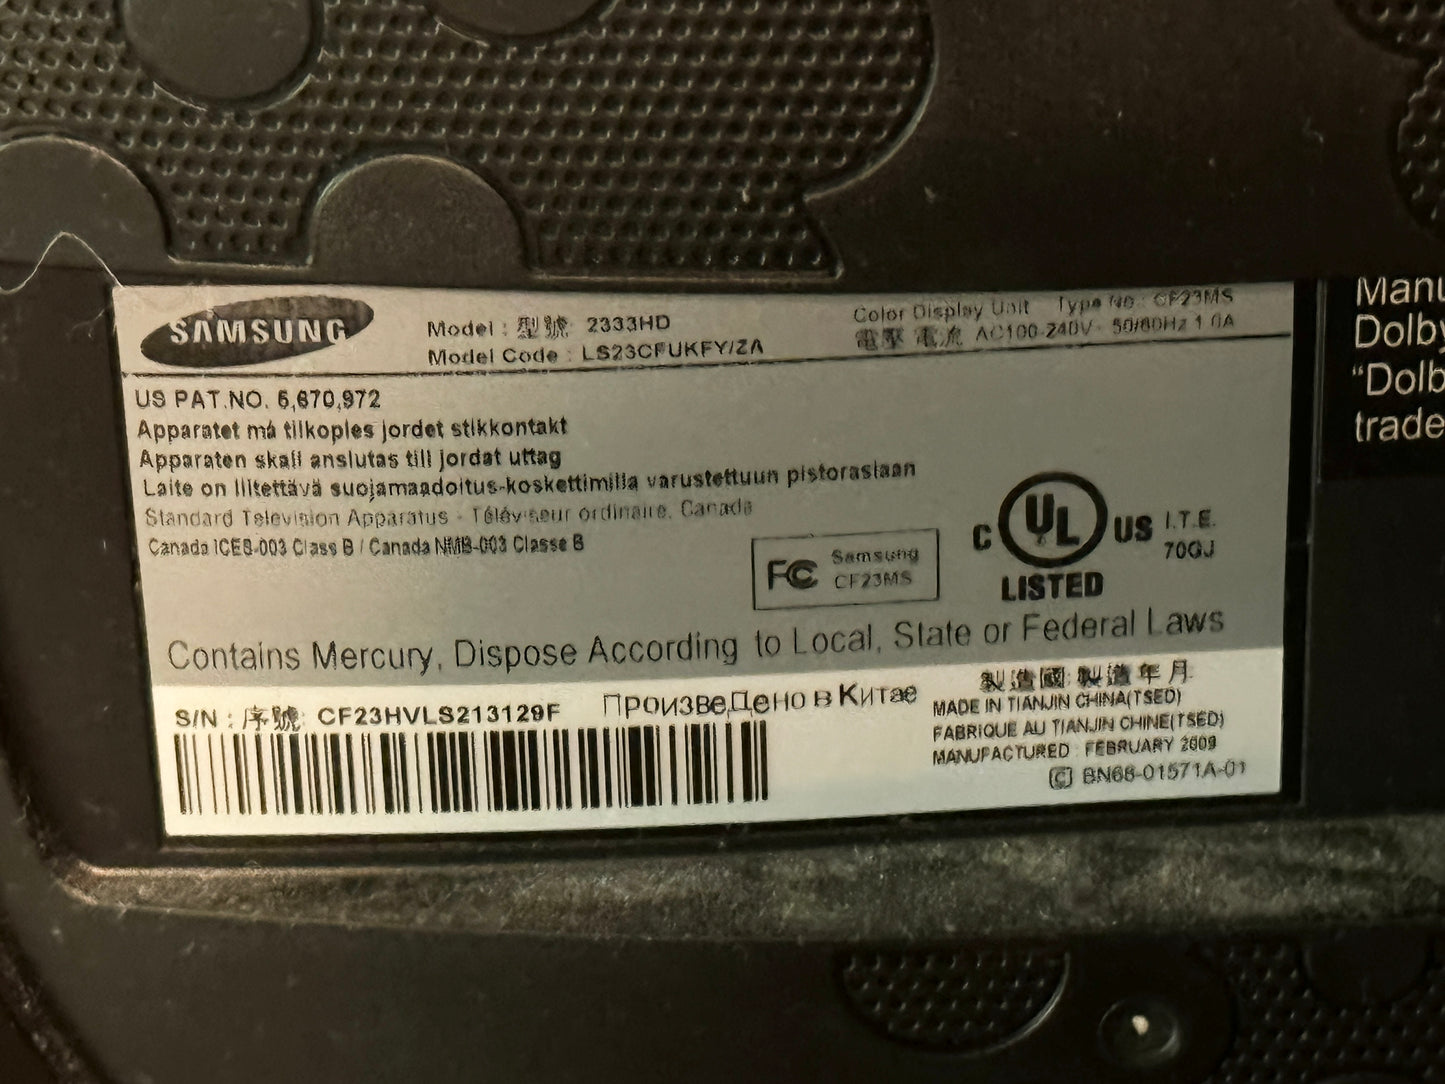 SAMSUNG
Model : 型號: 2333HD
Model Code : LS23CFUKFY/ZA
Color Display Unit Type No : CF23MS
電壓 電流 AC100-240V~ 50/60Hz 1.0A
US PAT.NO. 5,670,972
Apparatet må tilkoples jordet stikkontakt
Apparaten skall anslutas till jordat uttag
Laite on liitettävä suojamaadoitus-koskettimilla varustettuun pistorasiaan
Standard Television Apparatus - Téléviseur ordinaire, Canada
Canada ICES-003 Class B / Canada NMB-003 Classe B
FC Samsung
CF23MS
C UL US
LISTED
I.T.E.
70GJ
Contains Mercury, Dispose According to Local, State or Federal Laws
S/N : 序號: CF23HVLS213129F
ПроизвеДено в Китае
製造國 製造年月
MADE IN TIANJIN CHINA(TSED)
FABRIQUE AU TIANJIN CHINE(TSED)
MANUFACTURED : FEBRUARY 2009
C BN68-01571A-01
Manu
Dolby
“Dolb
trade